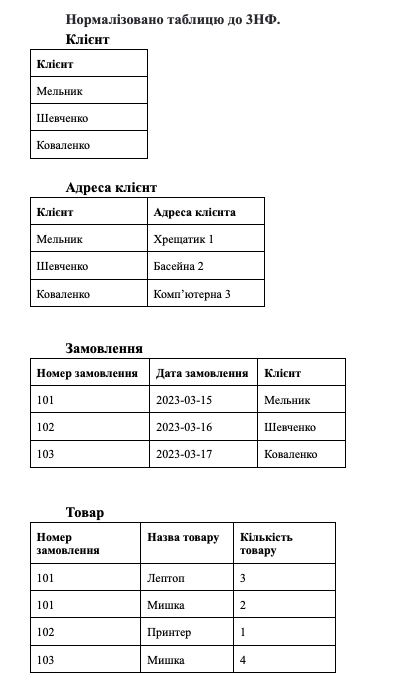 Нормалізовано таблицю до 3НФ.
Клієнт
Клієнт
Мельник
Шевченко
Коваленко
Адреса клієнт
Клієнт Адреса клієнта
Мельник Хрещатик 1
Шевченко Басейна 2
Коваленко Комп’ютерна 3
Замовлення
Номер замовлення Дата замовлення Клієнт
101 2023-03-15 Мельник
102 2023-03-16 Шевченко
103 2023-03-17 Коваленко
Товар
Номер замовлення Назва товару Кількість товару
101 Лептоп 3
101 Мишка 2
102 Принтер 1
103 Мишка 4